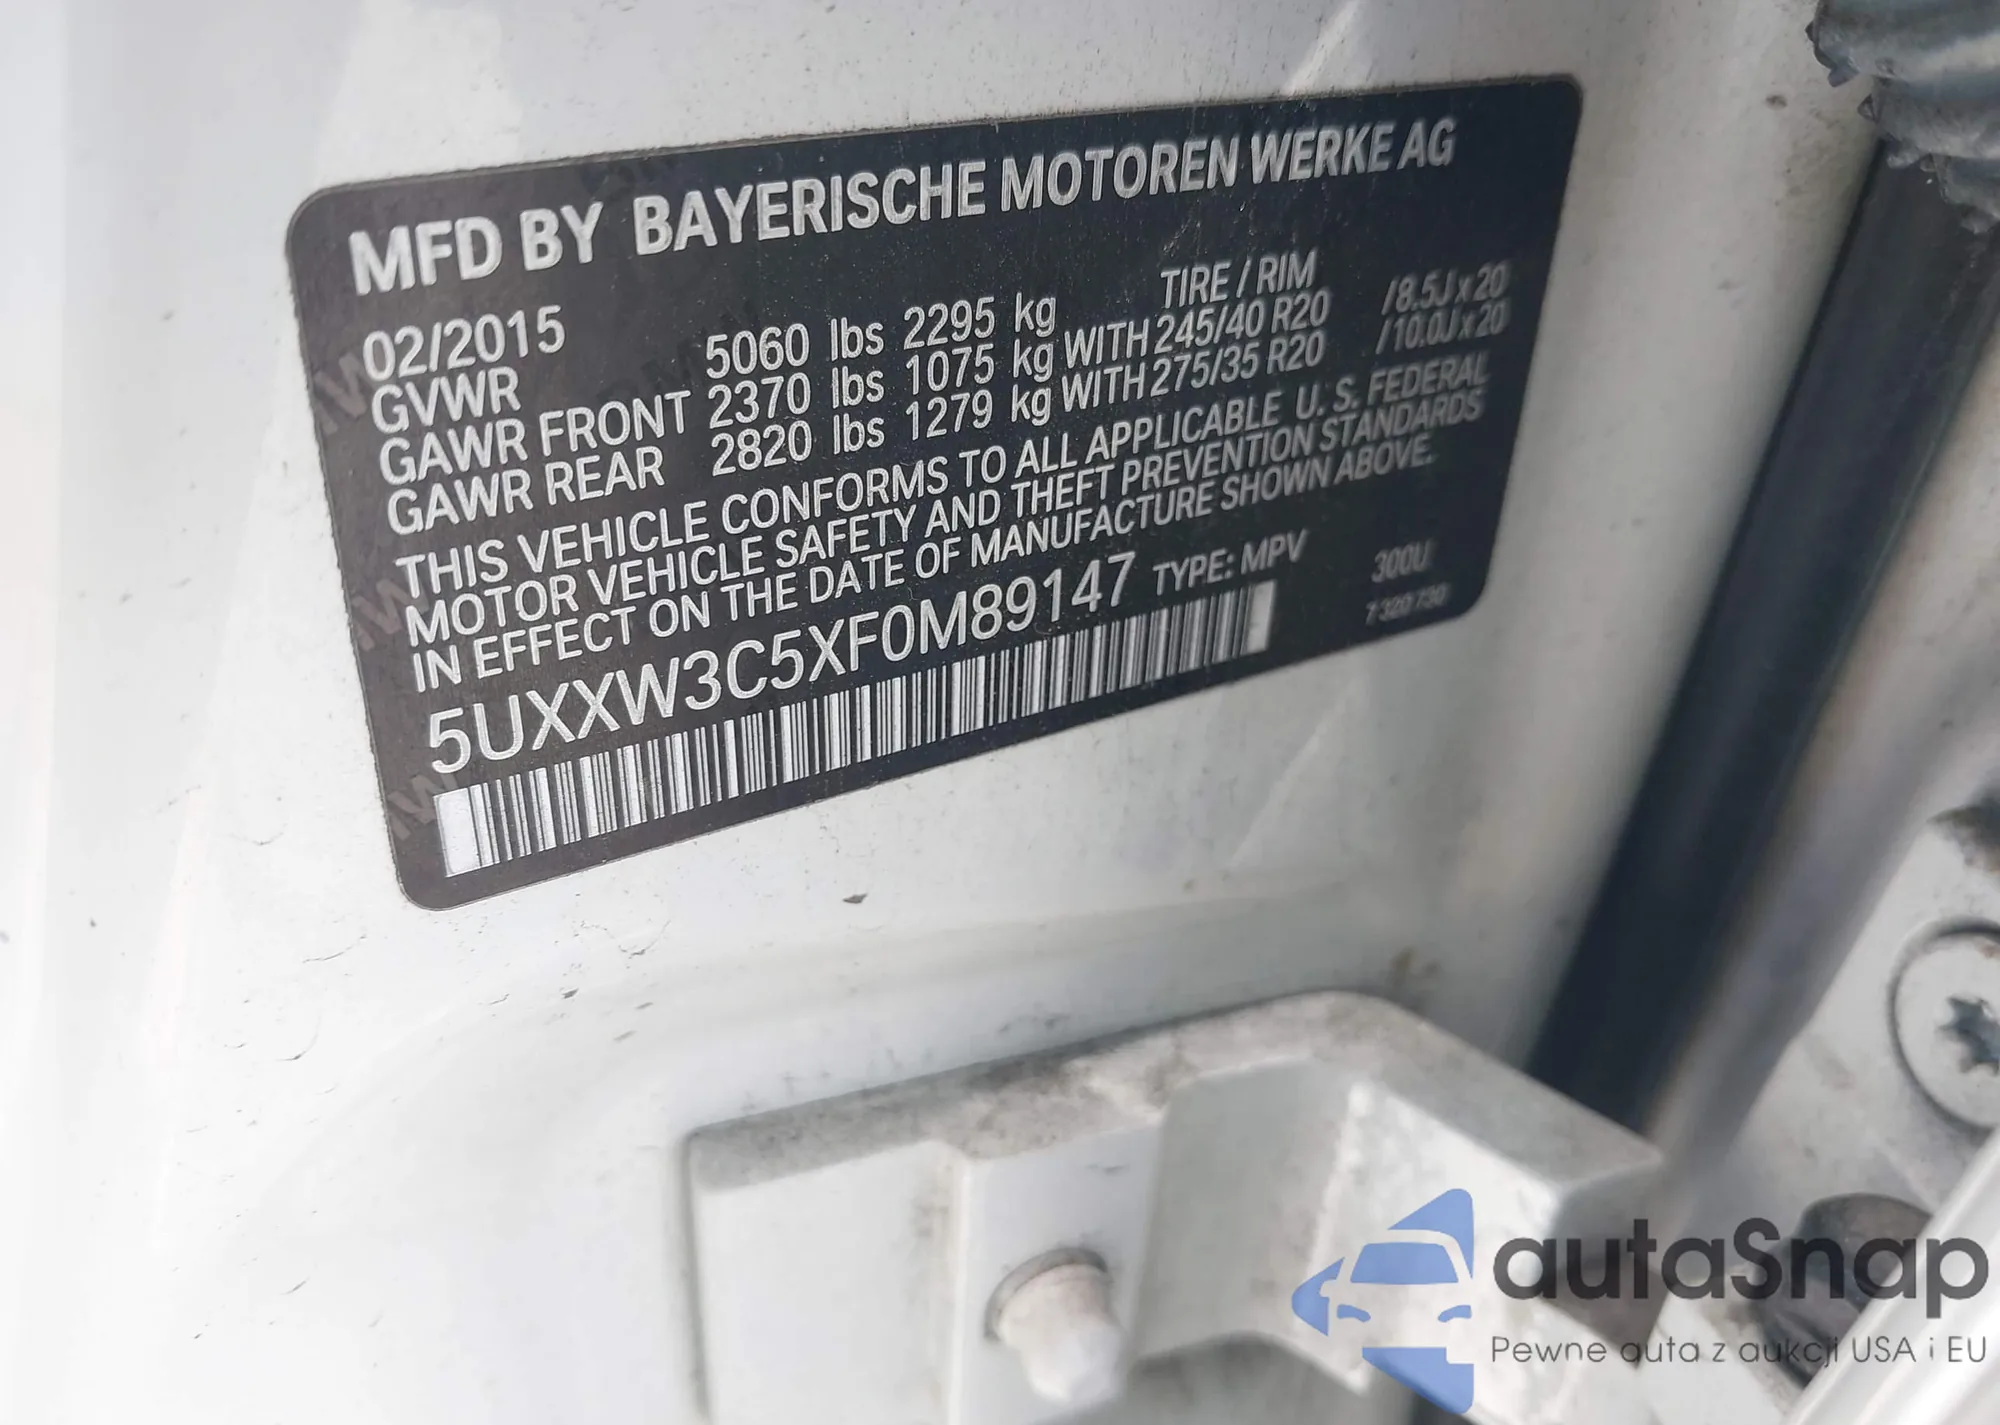 MFD BY BAYERISCHE MOTOREN WERKE AG
02/2015 TIRE / RIM
GVWR 5060 lbs 2295 kg
GAWR FRONT 2370 lbs 1075 kg WITH 245/40 R20 /8.5J x 20
GAWR REAR 2820 lbs 1279 kg WITH 275/35 R20 /10.0J x 20
THIS VEHICLE CONFORMS TO ALL APPLICABLE U. S. FEDERAL
MOTOR VEHICLE SAFETY AND THEFT PREVENTION STANDARDS
IN EFFECT ON THE DATE OF MANUFACTURE SHOWN ABOVE.
5UXXW3C5XF0M89147 TYPE: MPV 300U
7 320 730
autaSnap
Pewne auta z aukcji USA i EU